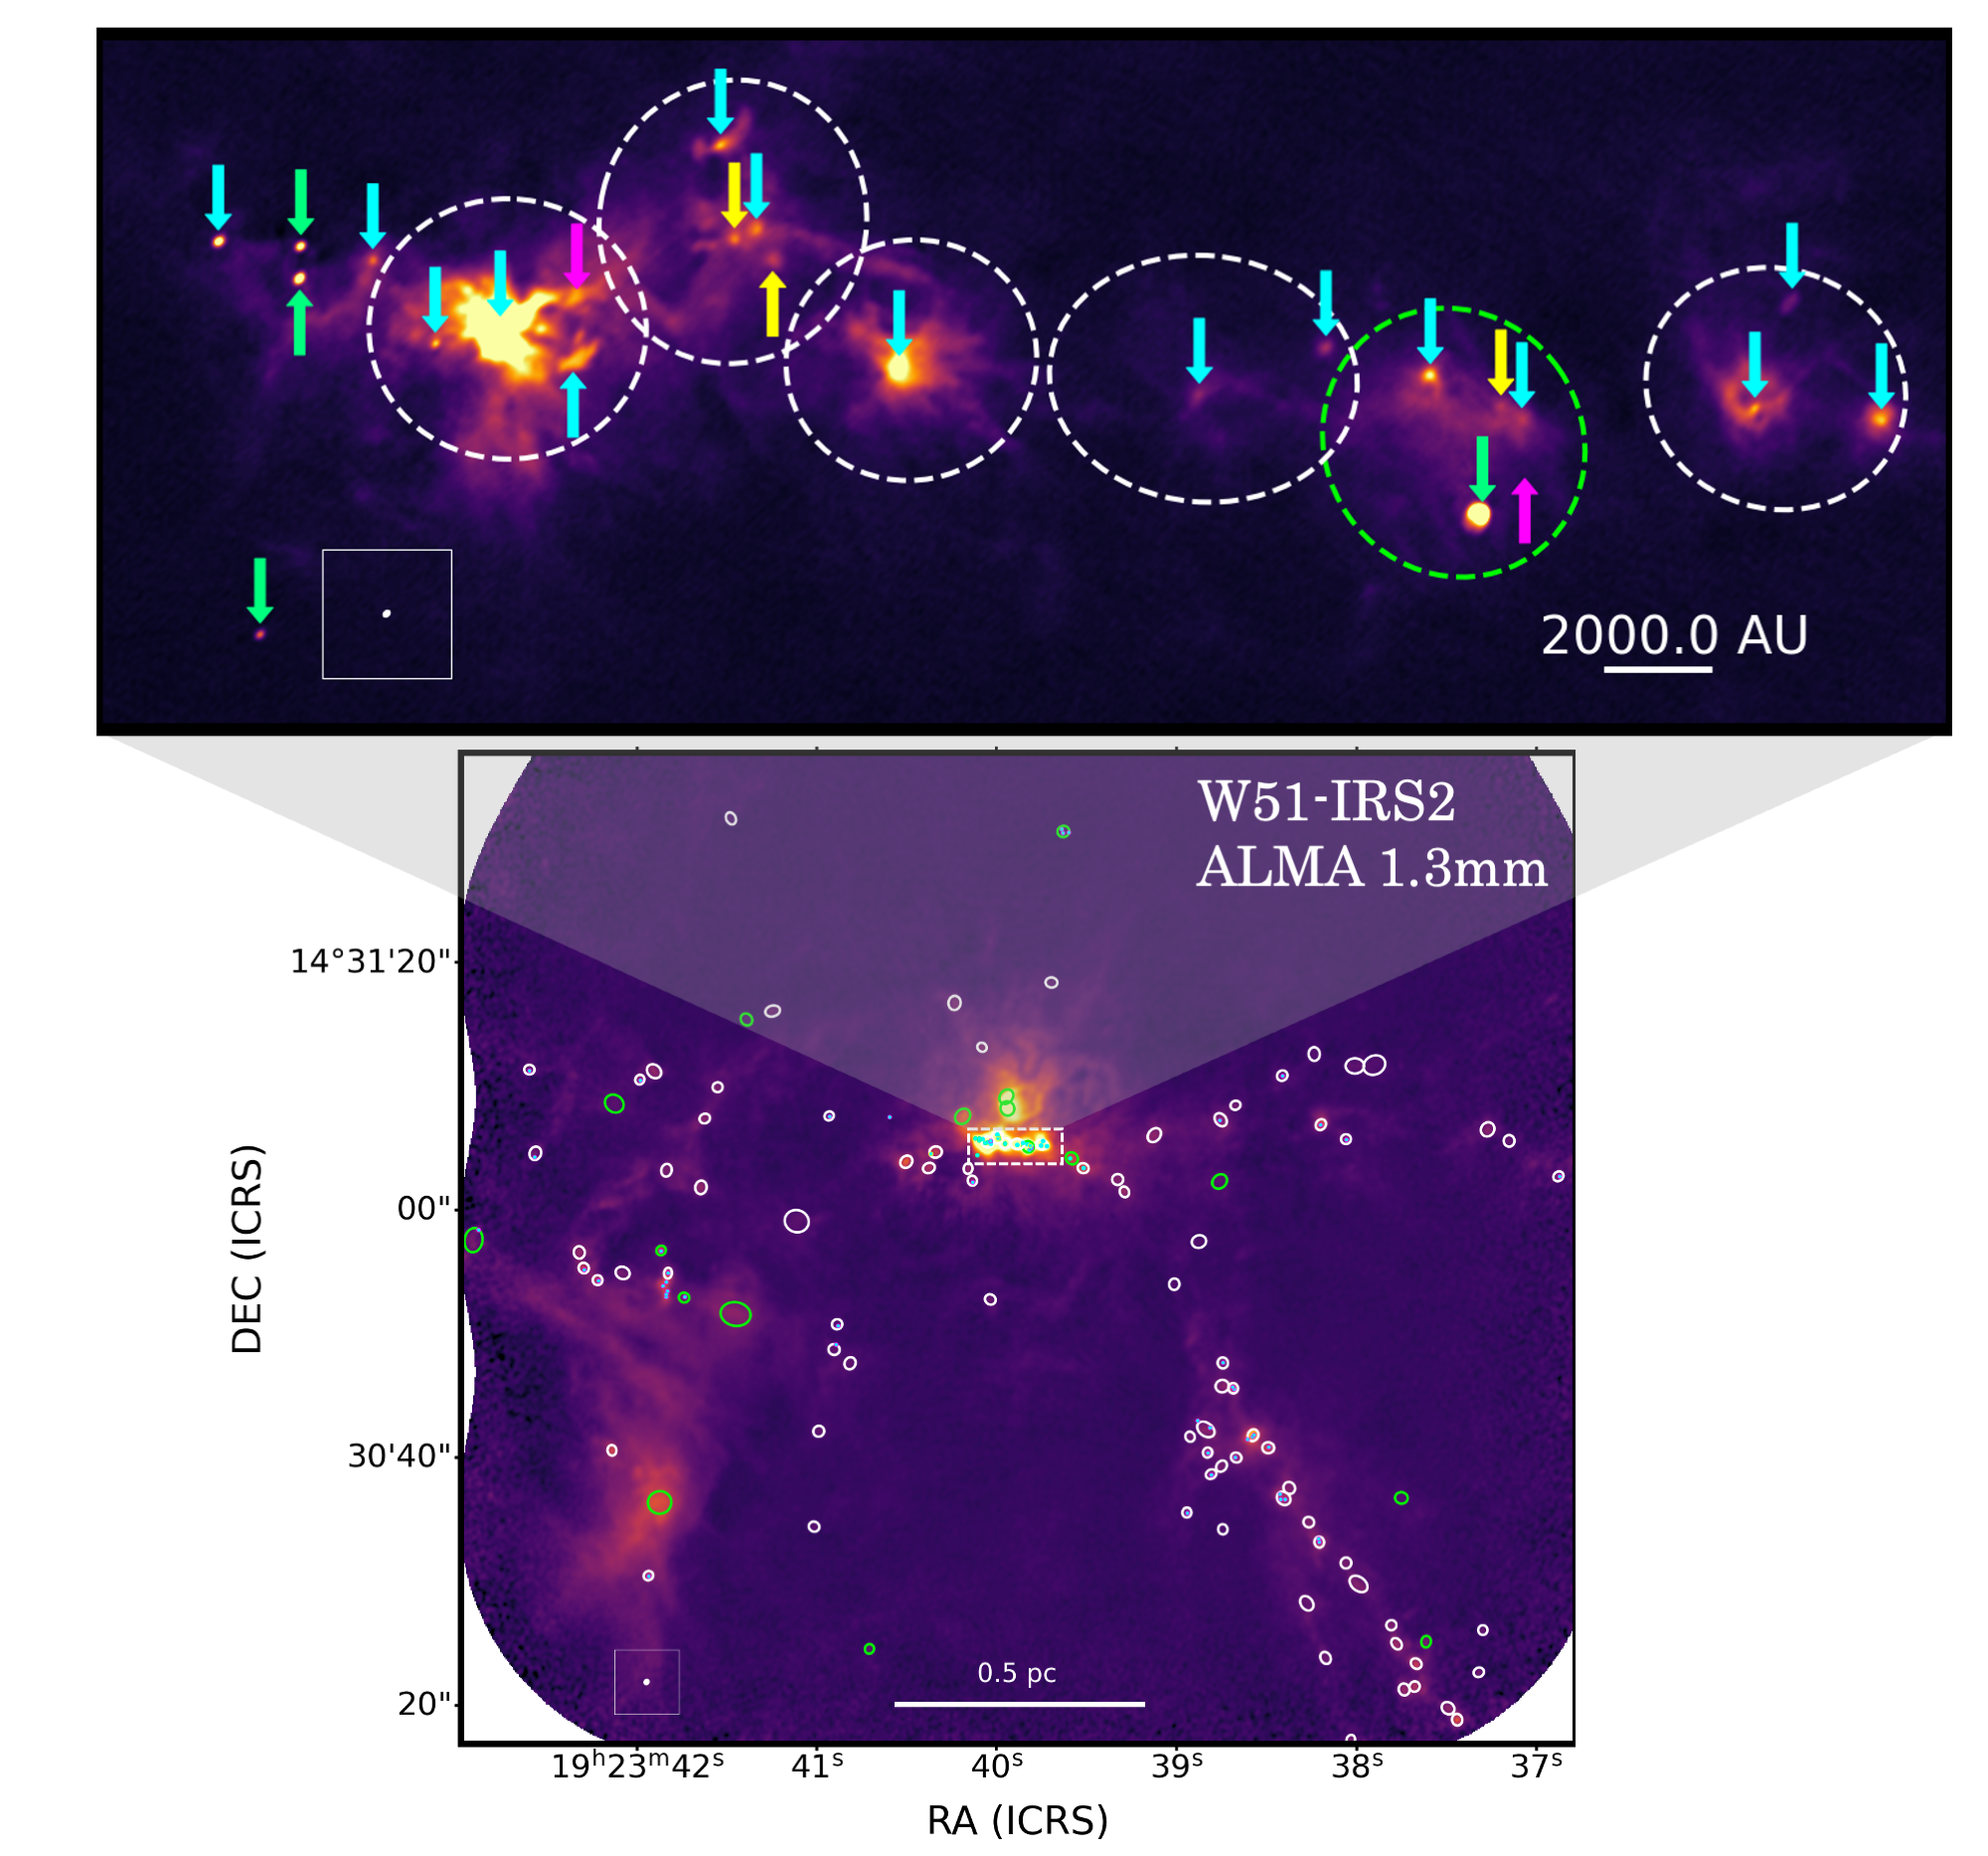 2000.0 AU
W51-IRS2
ALMA 1.3mm
14°31'20"
00"
30'40"
20"
DEC (ICRS)
0.5 pc
19ʰ23ᵐ42ˢ 41ˢ 40ˢ 39ˢ 38ˢ 37ˢ
RA (ICRS)